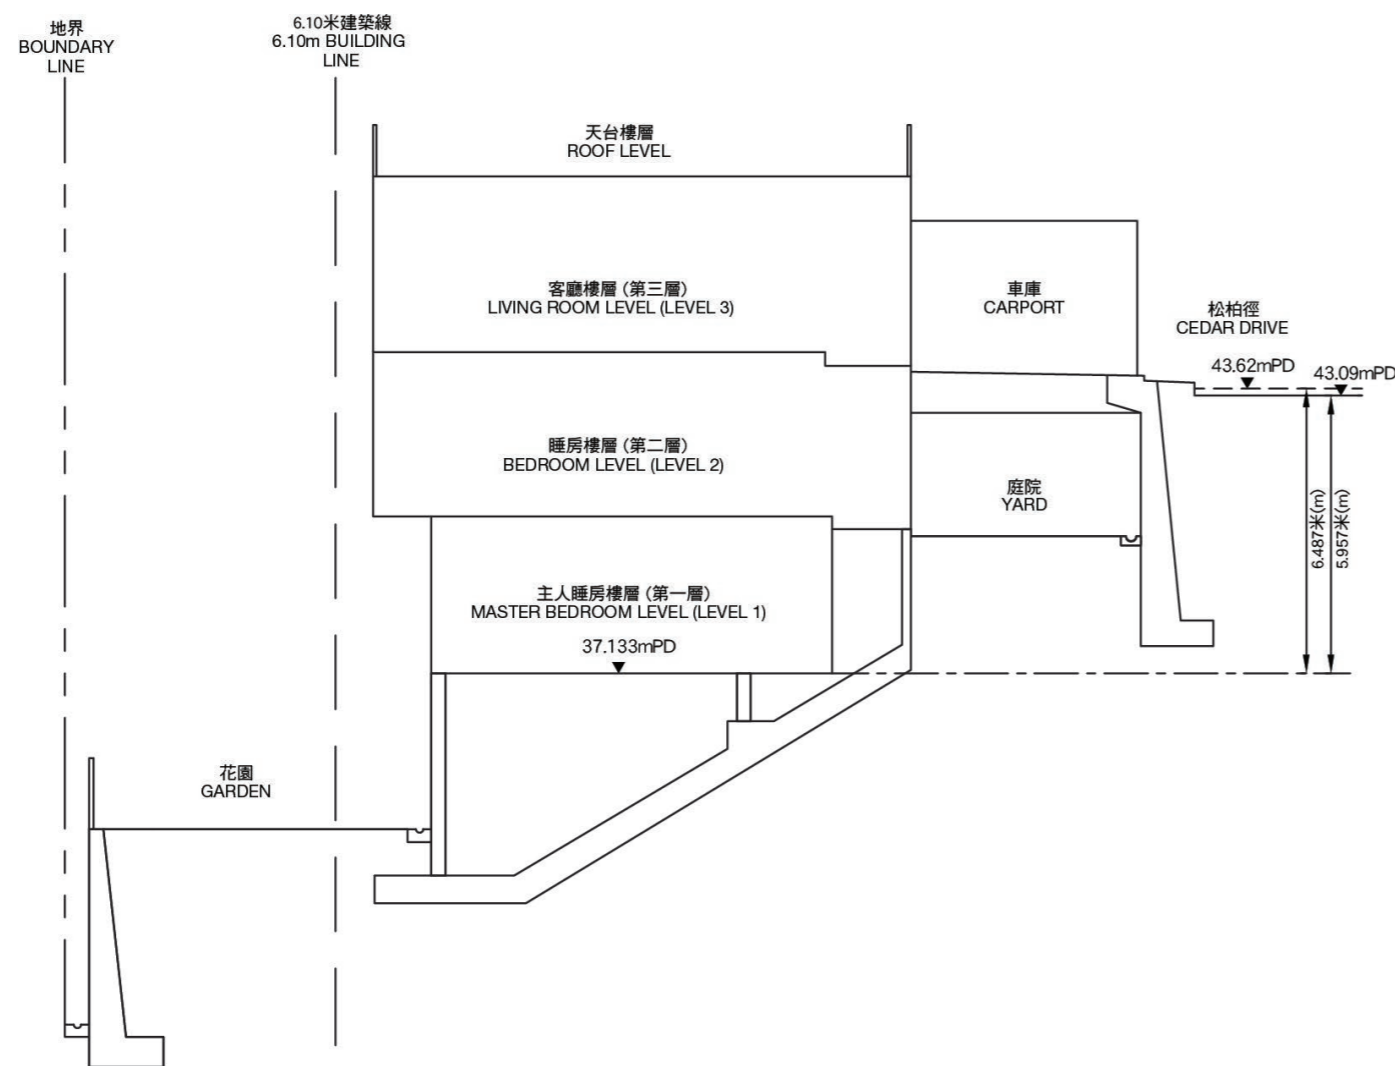 地界
BOUNDARY
LINE
6.10米建築線
6.10m BUILDING
LINE
天台樓層
ROOF LEVEL
客廳樓層 (第三層)
LIVING ROOM LEVEL (LEVEL 3)
車庫
CARPORT
松柏徑
CEDAR DRIVE
43.62mPD
43.09mPD
睡房樓層 (第二層)
BEDROOM LEVEL (LEVEL 2)
庭院
YARD
6.487米(m)
5.957米(m)
主人睡房樓層 (第一層)
MASTER BEDROOM LEVEL (LEVEL 1)
37.133mPD
花園
GARDEN